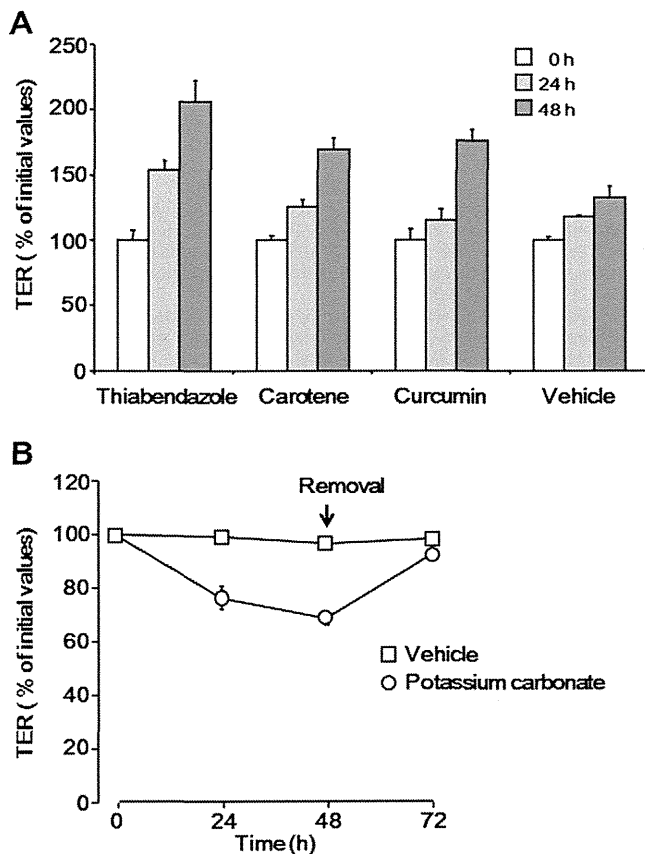 A
TER ( % of initial values)
250
200
150
100
50
0
0 h
24 h
48 h
Thiabendazole Carotene Curcumin Vehicle
B
TER ( % of initial values)
120
100
80
60
40
20
0
Removal
Vehicle
Potassium carbonate
0 24 48 72
Time (h)